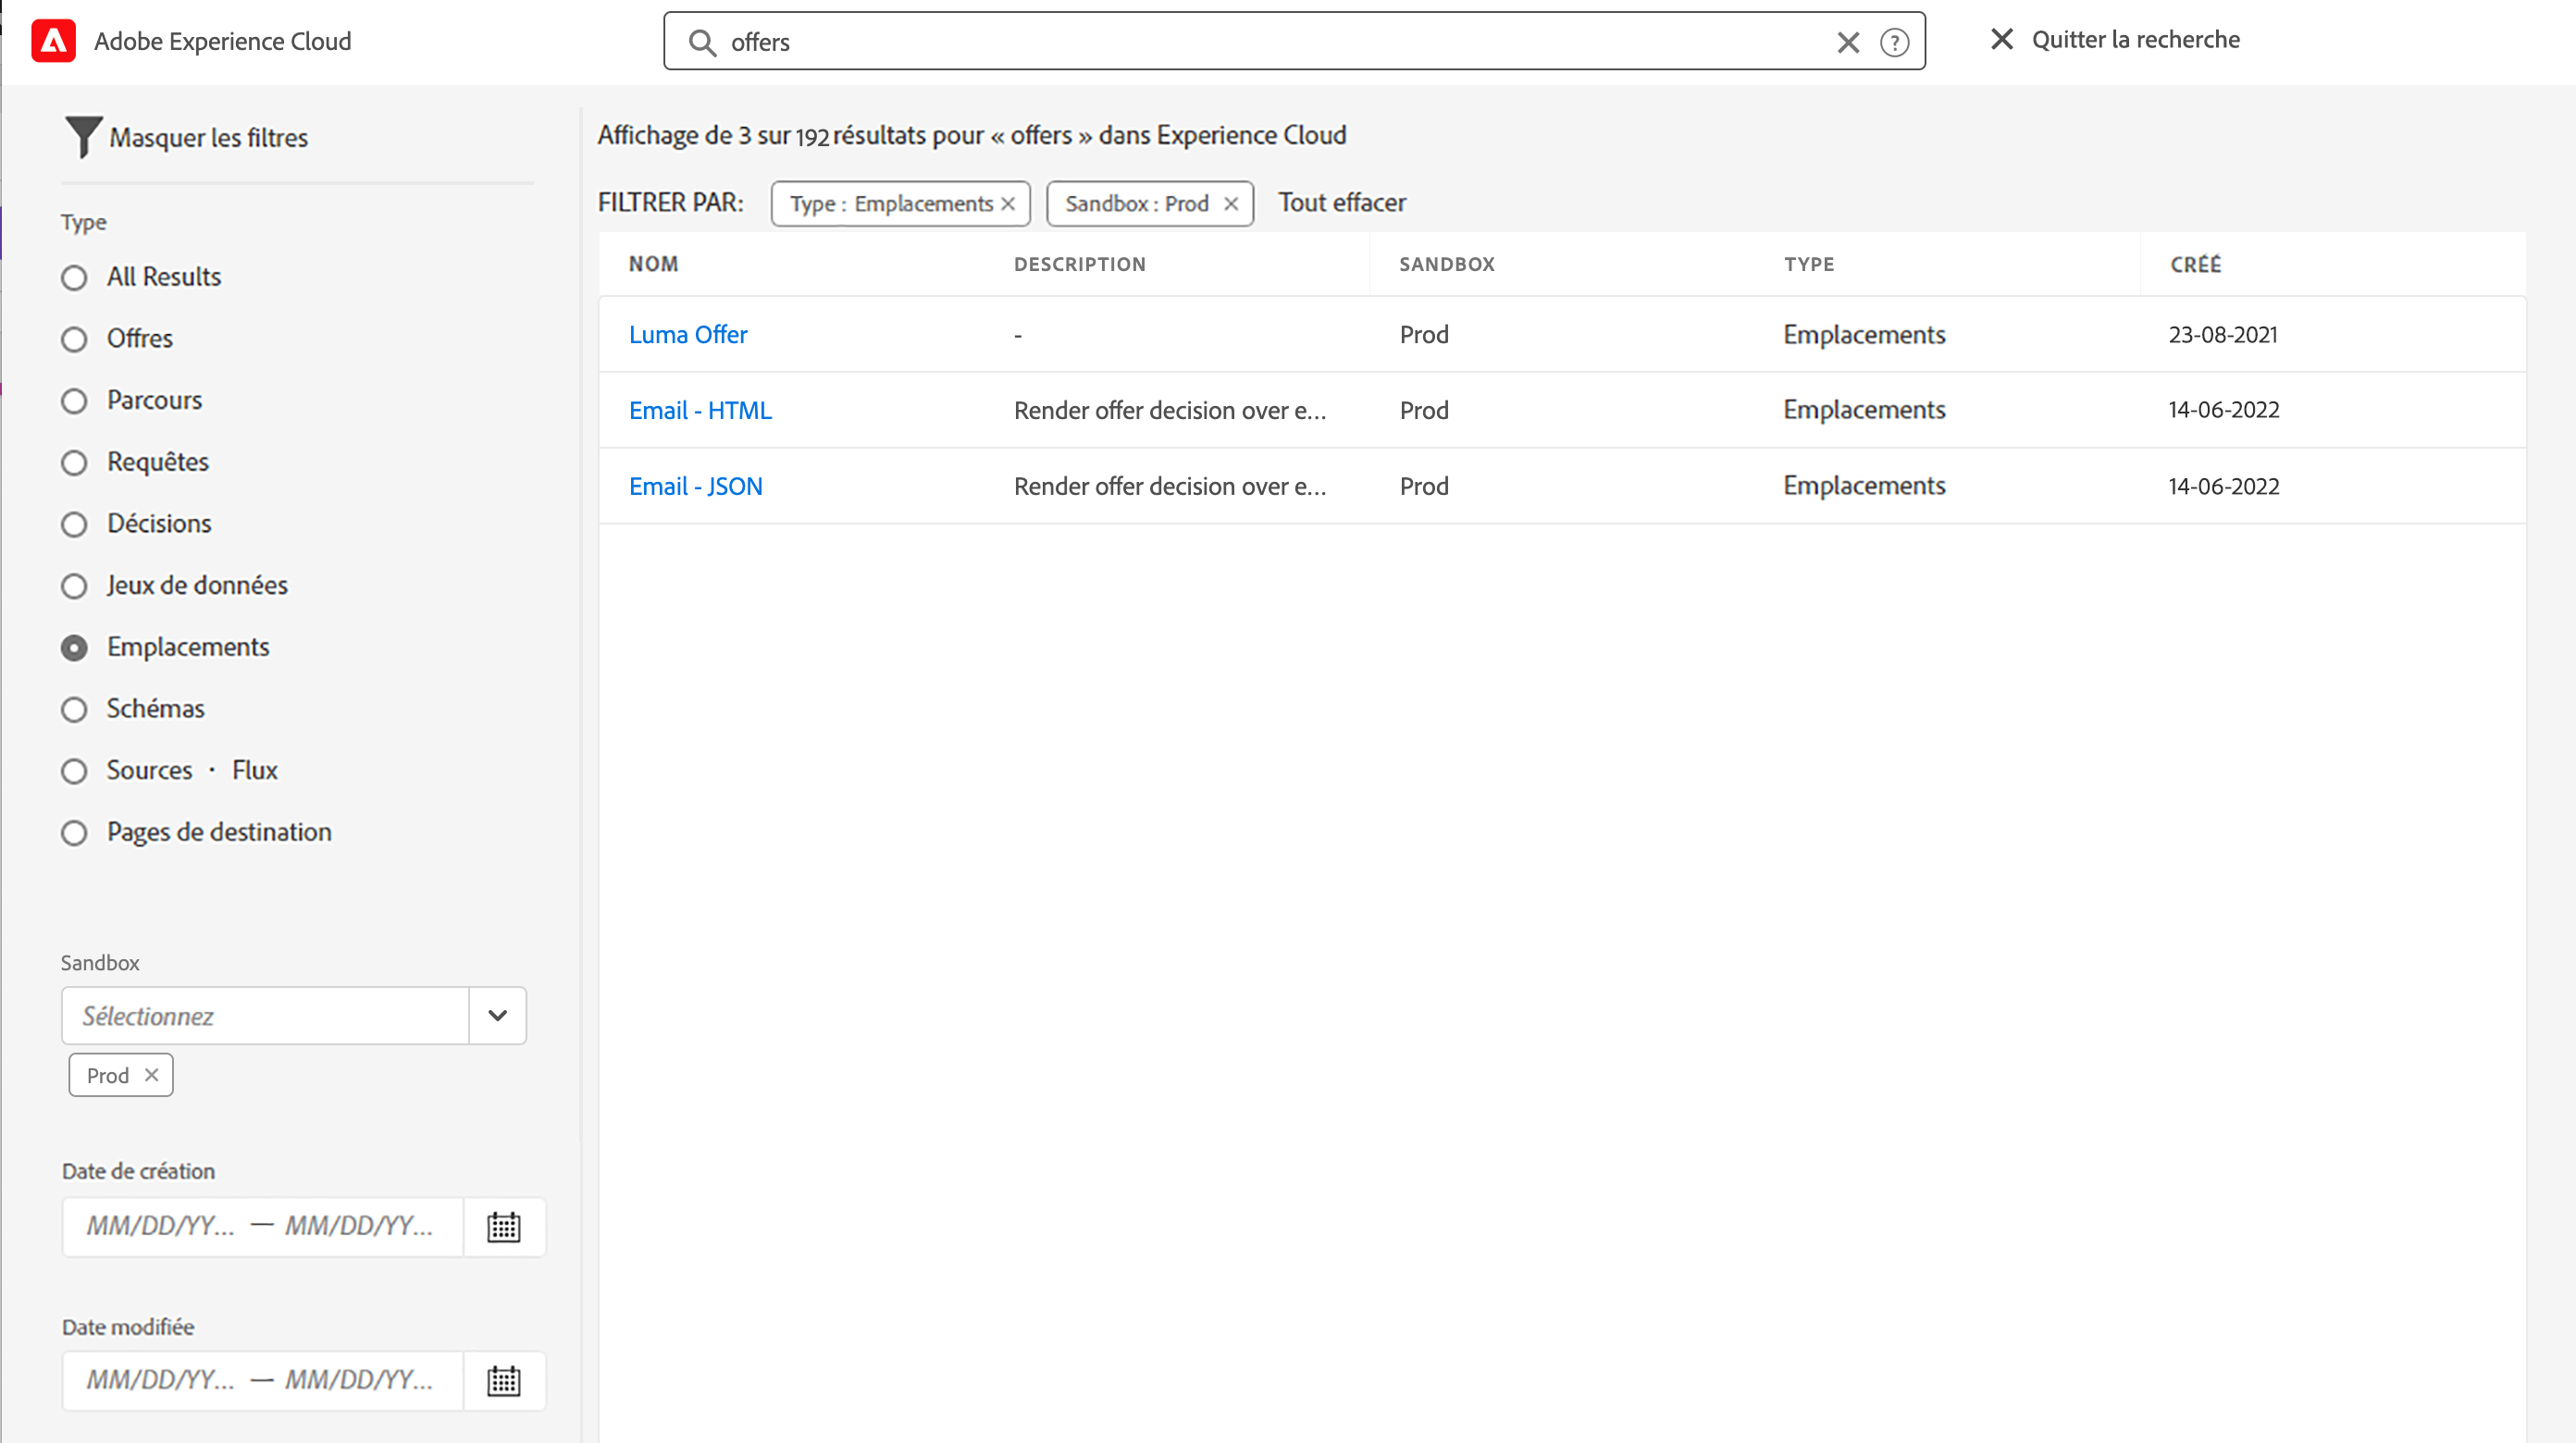 Adobe Experience Cloud
offers
Quitter la recherche
Masquer les filtres
Type
All Results
Offres
Parcours
Requêtes
Décisions
Jeux de données
Emplacements
Schémas
Sources · Flux
Pages de destination
Sandbox
Sélectionnez
Prod
Date de création
MM/DD/YY... — MM/DD/YY...
Date modifiée
MM/DD/YY... — MM/DD/YY...
Affichage de 3 sur 192 résultats pour « offers » dans Experience Cloud
FILTRER PAR: Type : Emplacements Sandbox : Prod Tout effacer
NOM DESCRIPTION SANDBOX TYPE CRÉÉ
Luma Offer - Prod Emplacements 23-08-2021
Email - HTML Render offer decision over e... Prod Emplacements 14-06-2022
Email - JSON Render offer decision over e... Prod Emplacements 14-06-2022